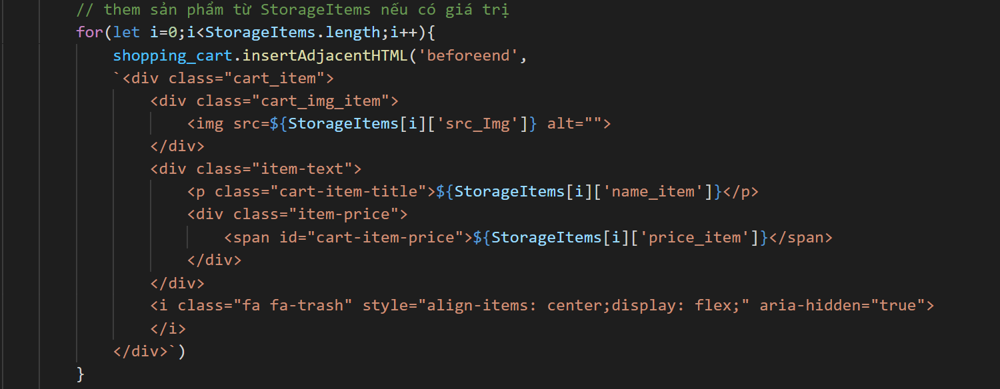 // them sản phẩm từ StorageItems nếu có giá trị
for(let i=0;i<StorageItems.length;i++){
shopping_cart.insertAdjacentHTML('beforeend',
`<div class="cart_item">
<div class="cart_img_item">
<img src=${StorageItems[i]['src_Img']} alt="">
</div>
<div class="item-text">
<p class="cart-item-title">${StorageItems[i]['name_item']}</p>
<div class="item-price">
<span id="cart-item-price">${StorageItems[i]['price_item']}</span>
</div>
</div>
<i class="fa fa-trash" style="align-items: center;display: flex;" aria-hidden="true">
</i>
</div>`)
}